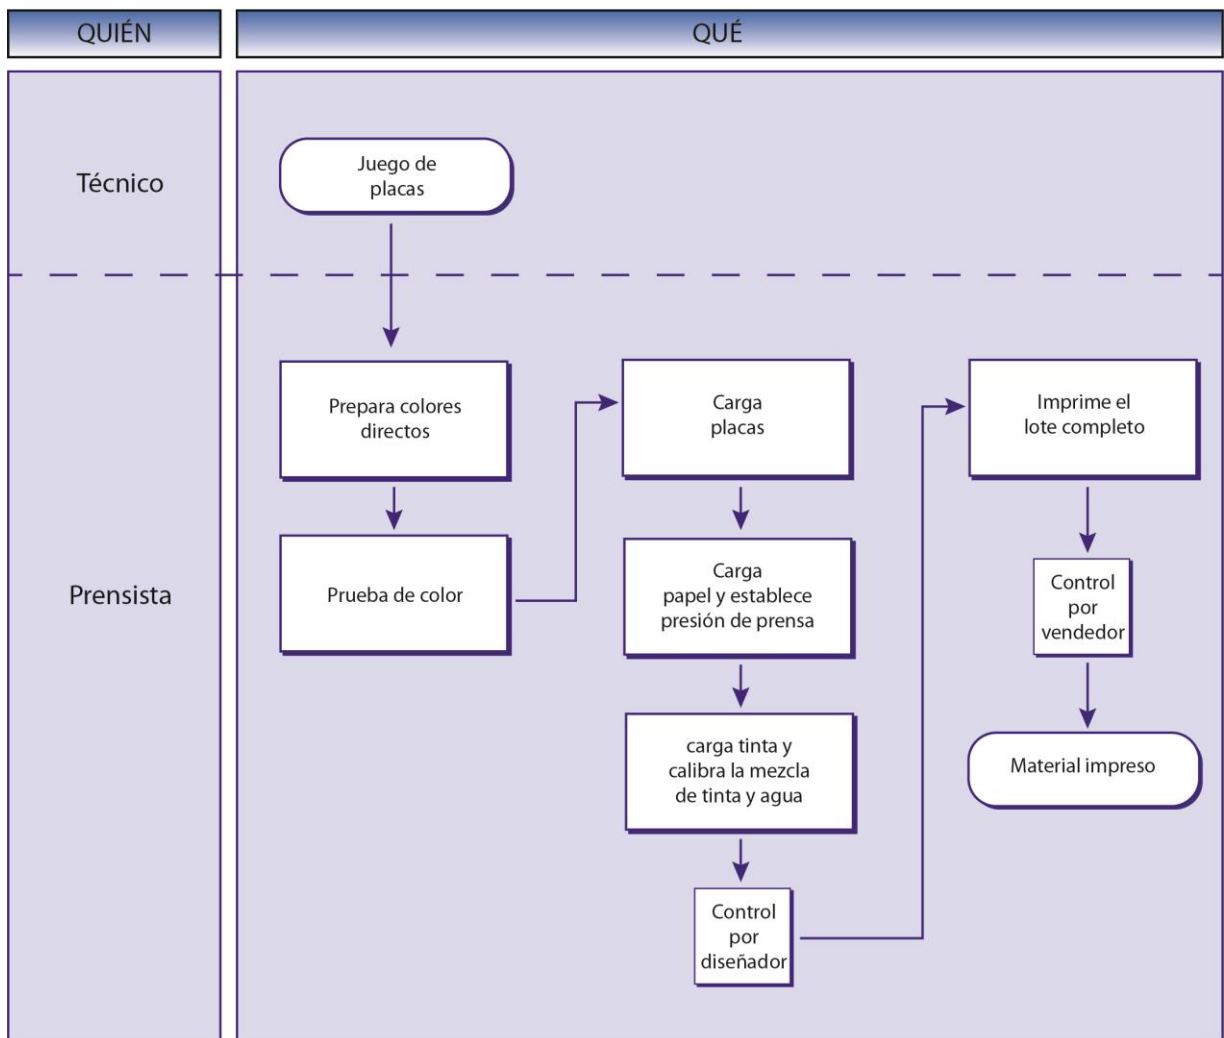 QUIÉN
QUÉ
Técnico
Juego de
placas
Prensista
Prepara colores
directos
Prueba de color
Carga
placas
Carga
papel y establece
presión de prensa
carga tinta y
calibra la mezcla
de tinta y agua
Control
por
diseñador
Imprime el
lote completo
Control
por
vendedor
Material impreso